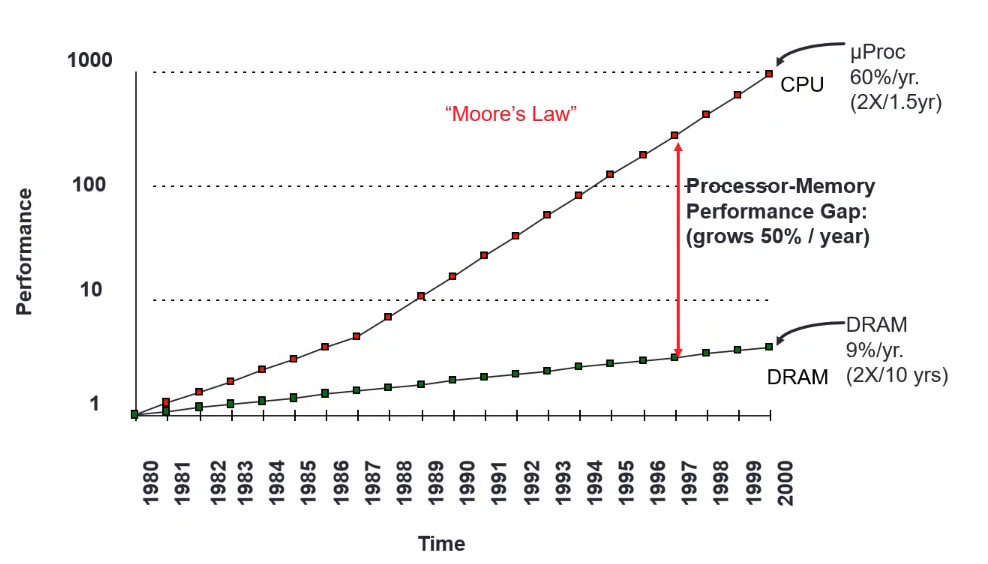 1000
100
10
1
Performance
“Moore’s Law”
CPU
µProc
60%/yr.
(2X/1.5yr)
Processor-Memory
Performance Gap:
(grows 50% / year)
DRAM
9%/yr.
(2X/10 yrs)
DRAM
1980
1981
1982
1983
1984
1985
1986
1987
1988
1989
1990
1991
1992
1993
1994
1995
1996
1997
1998
1999
2000
Time